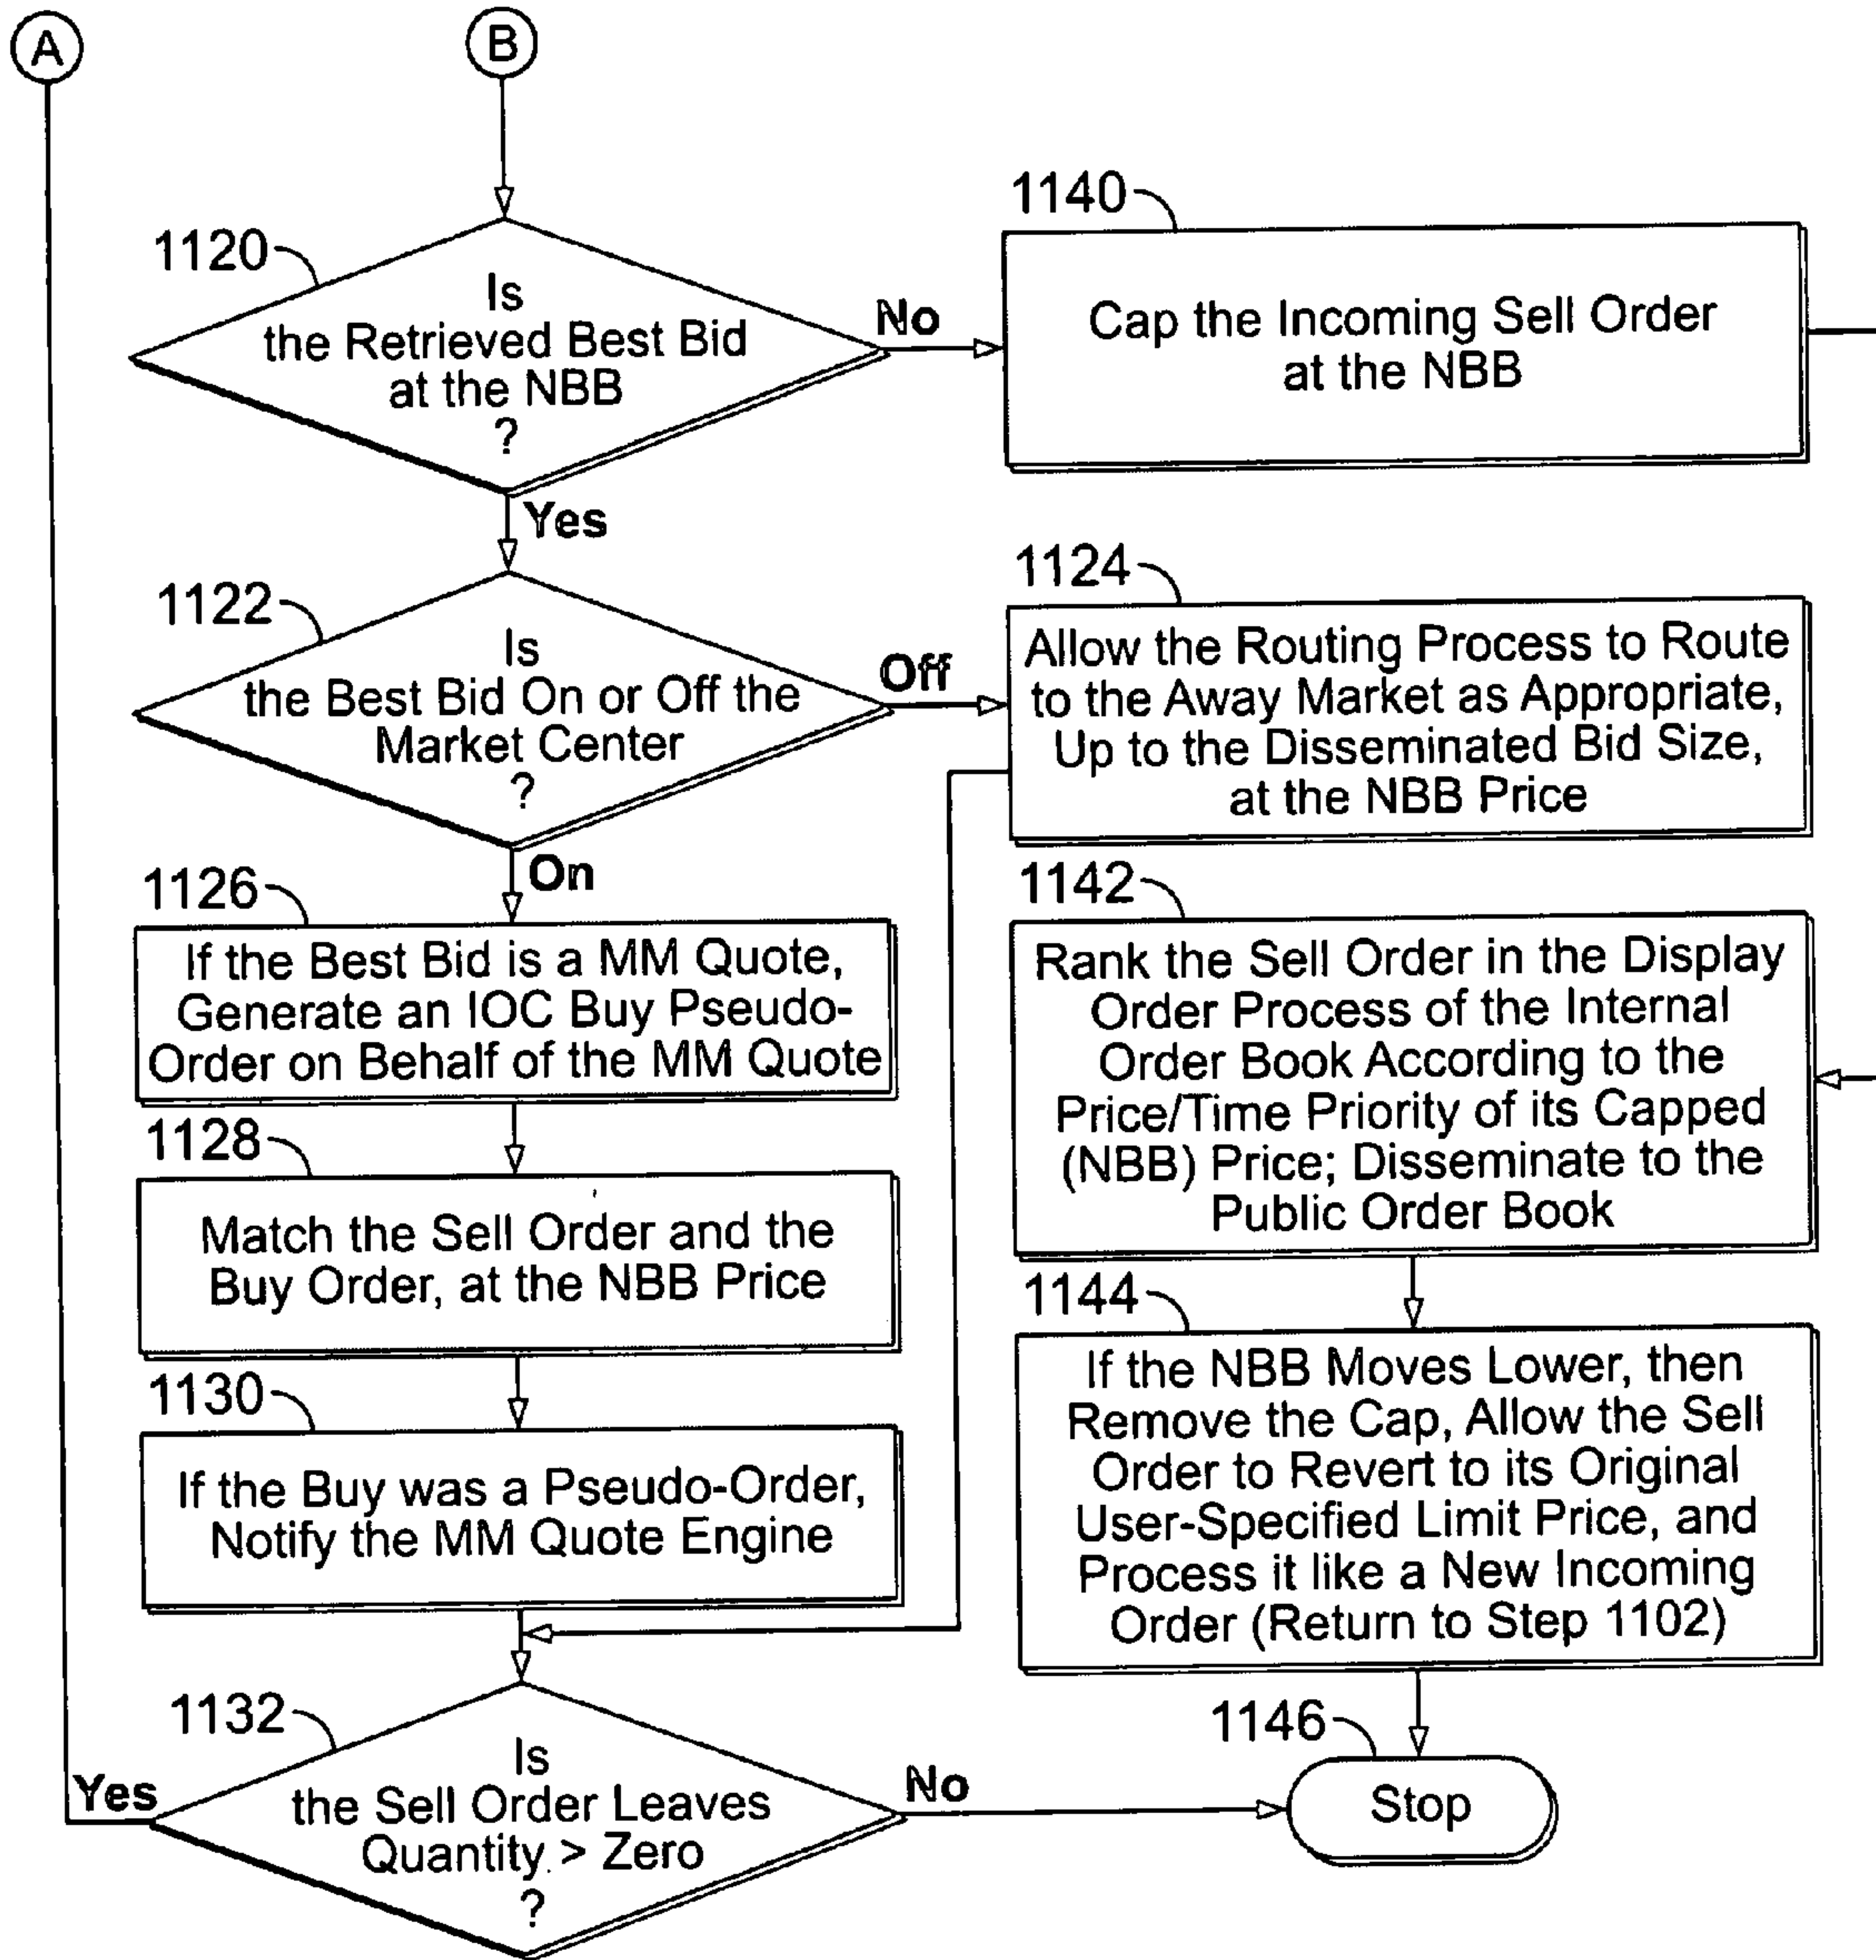 A
B
1120
Is
the Retrieved Best Bid
at the NBB
?
No
Yes
1140
Cap the Incoming Sell Order
at the NBB
1122
Is
the Best Bid On or Off the
Market Center
?
Off
On
1124
Allow the Routing Process to Route
to the Away Market as Appropriate,
Up to the Disseminated Bid Size,
at the NBB Price
1126
If the Best Bid is a MM Quote,
Generate an IOC Buy Pseudo-
Order on Behalf of the MM Quote
1128
Match the Sell Order and the
Buy Order, at the NBB Price
1130
If the Buy was a Pseudo-Order,
Notify the MM Quote Engine
1142
Rank the Sell Order in the Display
Order Process of the Internal
Order Book According to the
Price/Time Priority of its Capped
(NBB) Price; Disseminate to the
Public Order Book
1144
If the NBB Moves Lower, then
Remove the Cap, Allow the Sell
Order to Revert to its Original
User-Specified Limit Price, and
Process it like a New Incoming
Order (Return to Step 1102)
1132
Is
the Sell Order Leaves
Quantity > Zero
?
Yes
No
1146
Stop